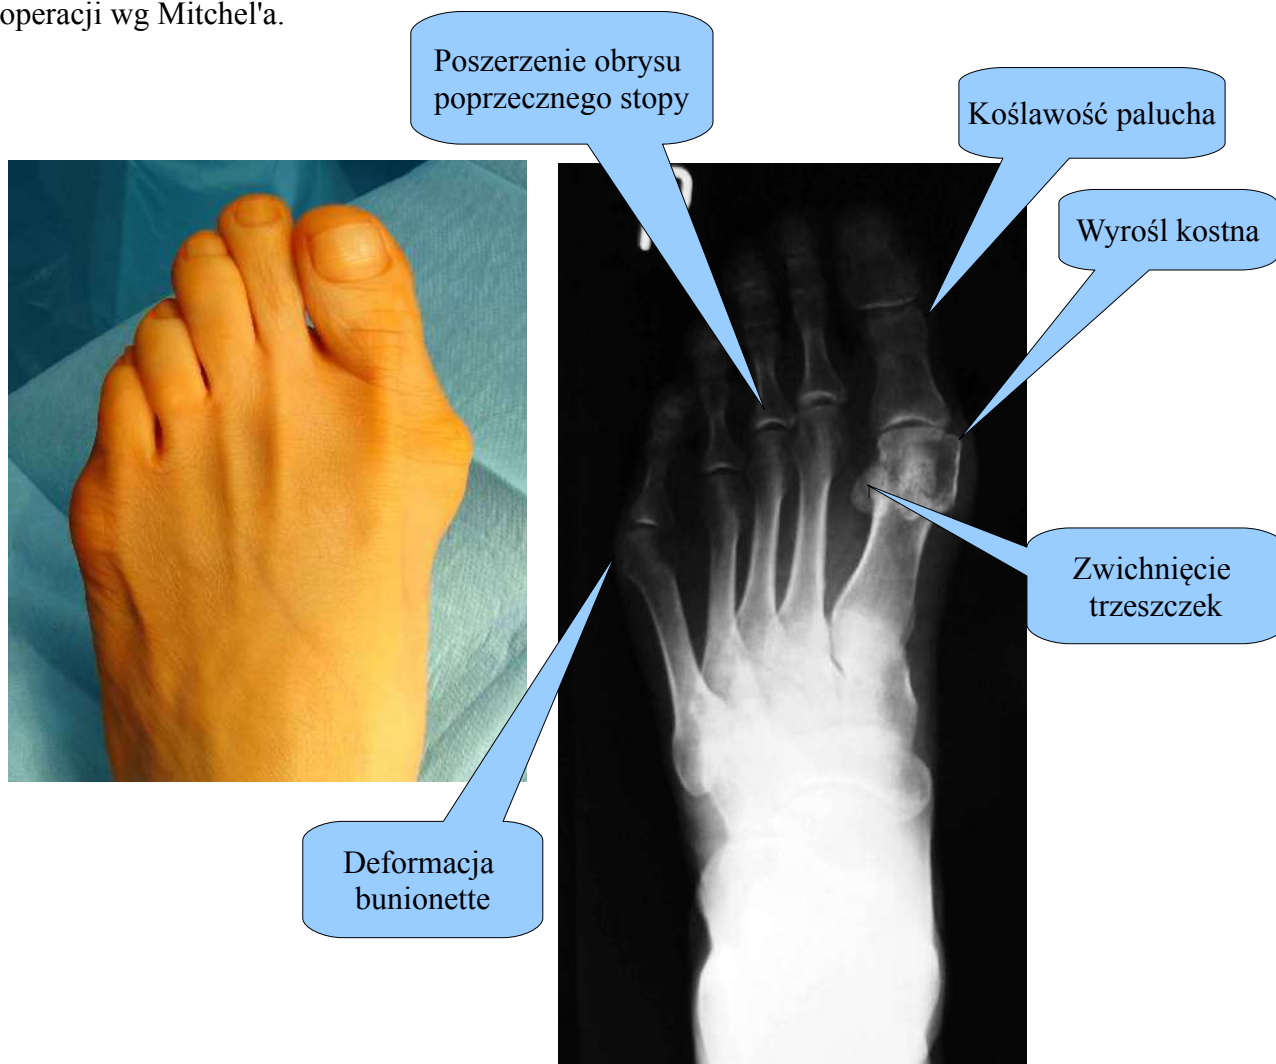 operacji wg Mitchel'a.
Poszerzenie obrysu
poprzecznego stopy
Koślawość palucha
Wyrośl kostna
Zwichnięcie
trzeszczek
Deformacja
bunionette